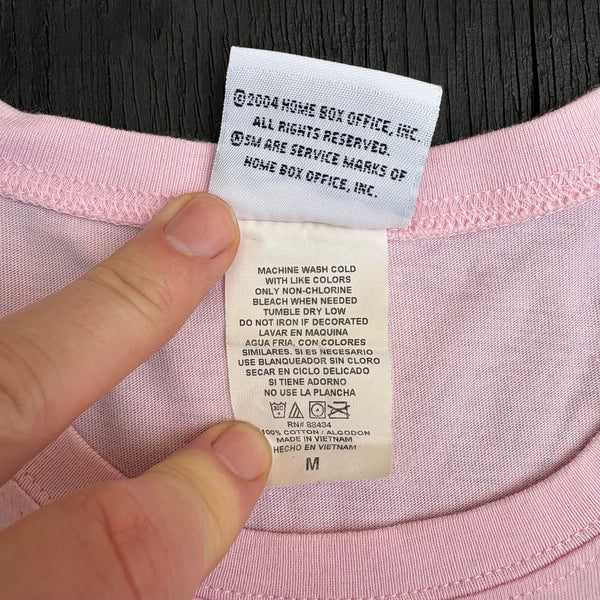 ©2004 HOME BOX OFFICE, INC.
ALL RIGHTS RESERVED.
SM ARE SERVICE MARKS OF
HOME BOX OFFICE, INC.
MACHINE WASH COLD
WITH LIKE COLORS
ONLY NON-CHLORINE
BLEACH WHEN NEEDED
TUMBLE DRY LOW
DO NOT IRON IF DECORATED
LAVAR EN MAQUINA
AGUA FRIA, CON COLORES
SIMILARES. SI ES NECESARIO
USE BLANQUEADOR SIN CLORO
SECAR EN CICLO DELICADO
SI TIENE ADORNO
NO USE LA PLANCHA
RN# 88434
100% COTTON / ALGODON
MADE IN VIETNAM
HECHO EN VIETNAM
M